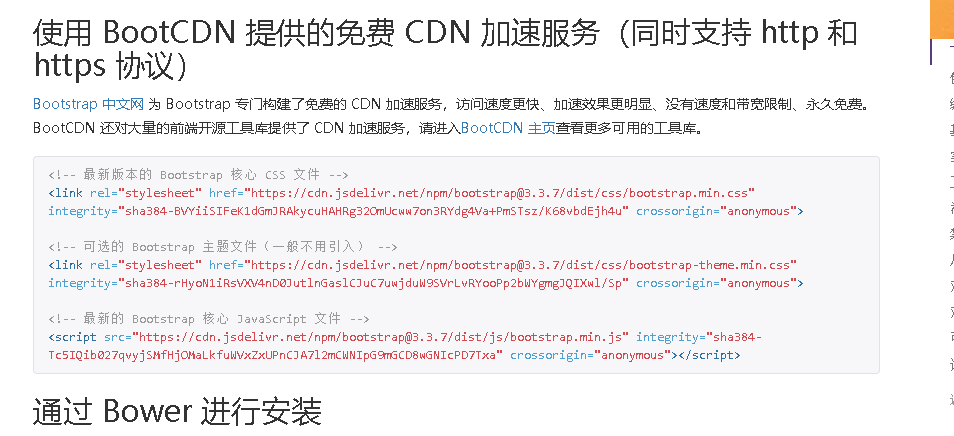 使用 BootCDN 提供的免费 CDN 加速服务（同时支持 http 和
https 协议）
Bootstrap 中文网 为 Bootstrap 专门构建了免费的 CDN 加速服务，访问速度更快、加速效果更明显、没有速度和带宽限制、永久免费。
BootCDN 还对大量的前端开源工具库提供了 CDN 加速服务，请进入BootCDN 主页查看更多可用的工具库。
<!-- 最新版本的 Bootstrap 核心 CSS 文件 -->
<link rel="stylesheet" href="https://cdn.jsdelivr.net/npm/bootstrap@3.3.7/dist/css/bootstrap.min.css"
integrity="sha384-BVYiiSIFeK1dGmJRAkycuHAHRg32OmUcww7on3RYdg4Va+PmSTsz/K68vbdEjh4u" crossorigin="anonymous">
<!-- 可选的 Bootstrap 主题文件（一般不用引入） -->
<link rel="stylesheet" href="https://cdn.jsdelivr.net/npm/bootstrap@3.3.7/dist/css/bootstrap-theme.min.css"
integrity="sha384-rHyoN1iRsVXV4nD0JutlnGaslCJuC7uwjduW9SVrLvRYooPp2bWYgmgJQIXwl/Sp" crossorigin="anonymous">
<!-- 最新的 Bootstrap 核心 JavaScript 文件 -->
<script src="https://cdn.jsdelivr.net/npm/bootstrap@3.3.7/dist/js/bootstrap.min.js" integrity="sha384-
Tc5IQib027qvyjSMfHjOMaLkfuWVxZxUPnCJA7l2mCWNIpG9mGCD8wGNIcPD7Txa" crossorigin="anonymous"></script>
通过 Bower 进行安装